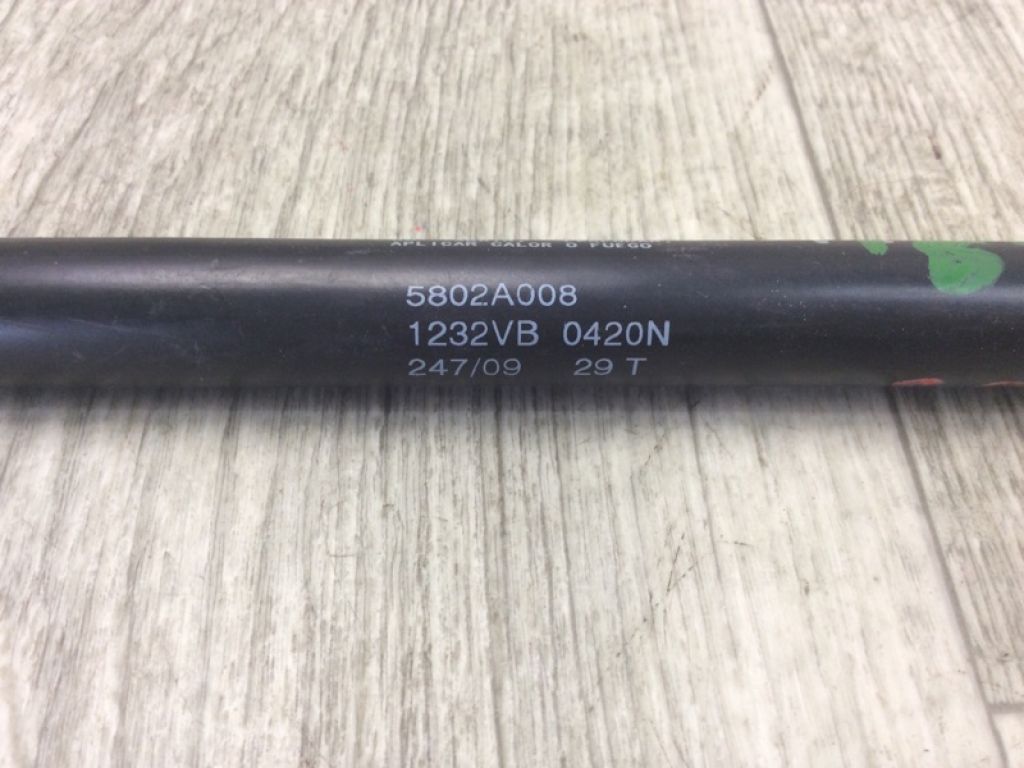 APLICAR CALOR O FUEGO
5802A008
1232VB 0420N
247/09 29 T